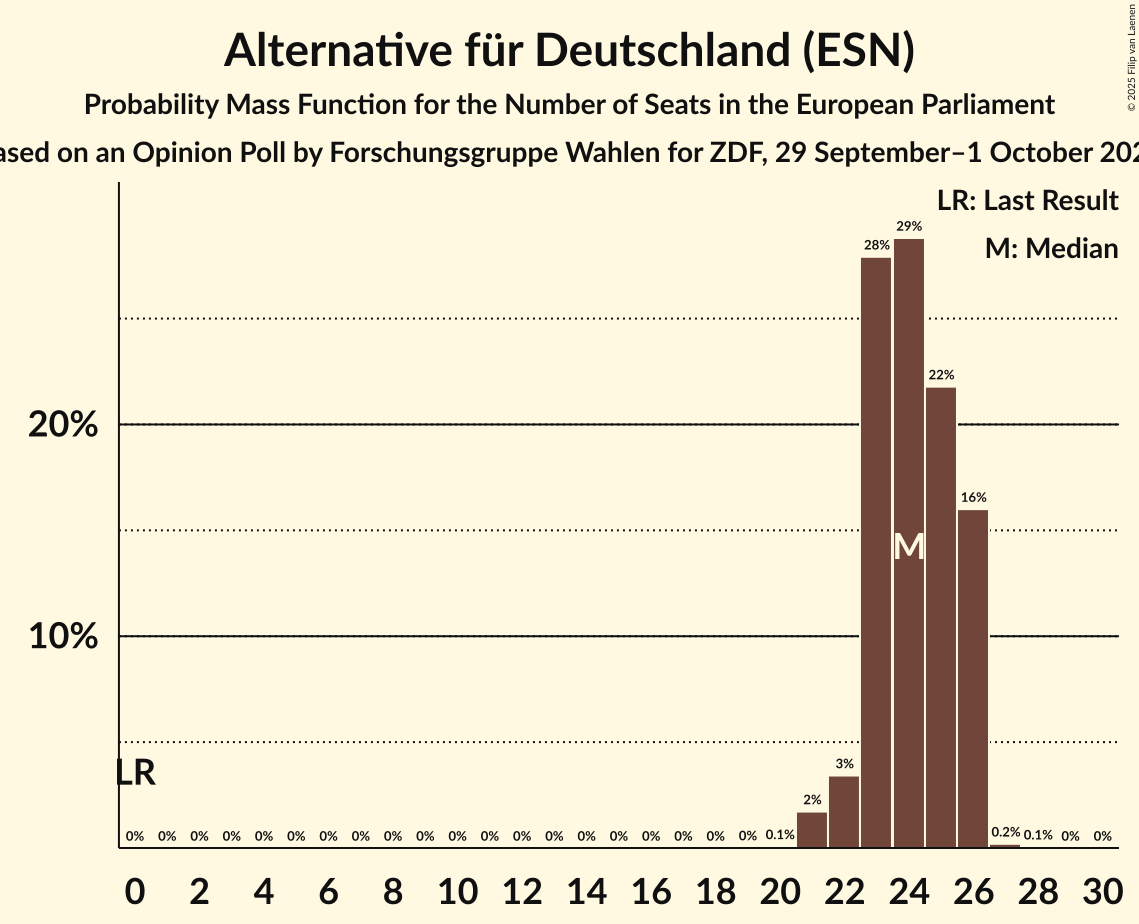 Alternative für Deutschland (ESN)
Probability Mass Function for the Number of Seats in the European Parliament
on an Opinion Poll by Forschungsgruppe Wahlen for ZDF, 29 September–1 October
© 2025 Filip van Laenen
LR: Last Result
M: Median
29%
28%
22%
20%
16%
M
10%
LR
3%
2%
0% 0% 0% 0% 0% 0% 0% 0% 0% 0% 0% 0% 0% 0% 0% 0% 0% 0% 0% 0% 0.1% 0.2% 0.1% 0% 0%
0 2 4 6 8 10 12 14 16 18 20 22 24 26 28 30